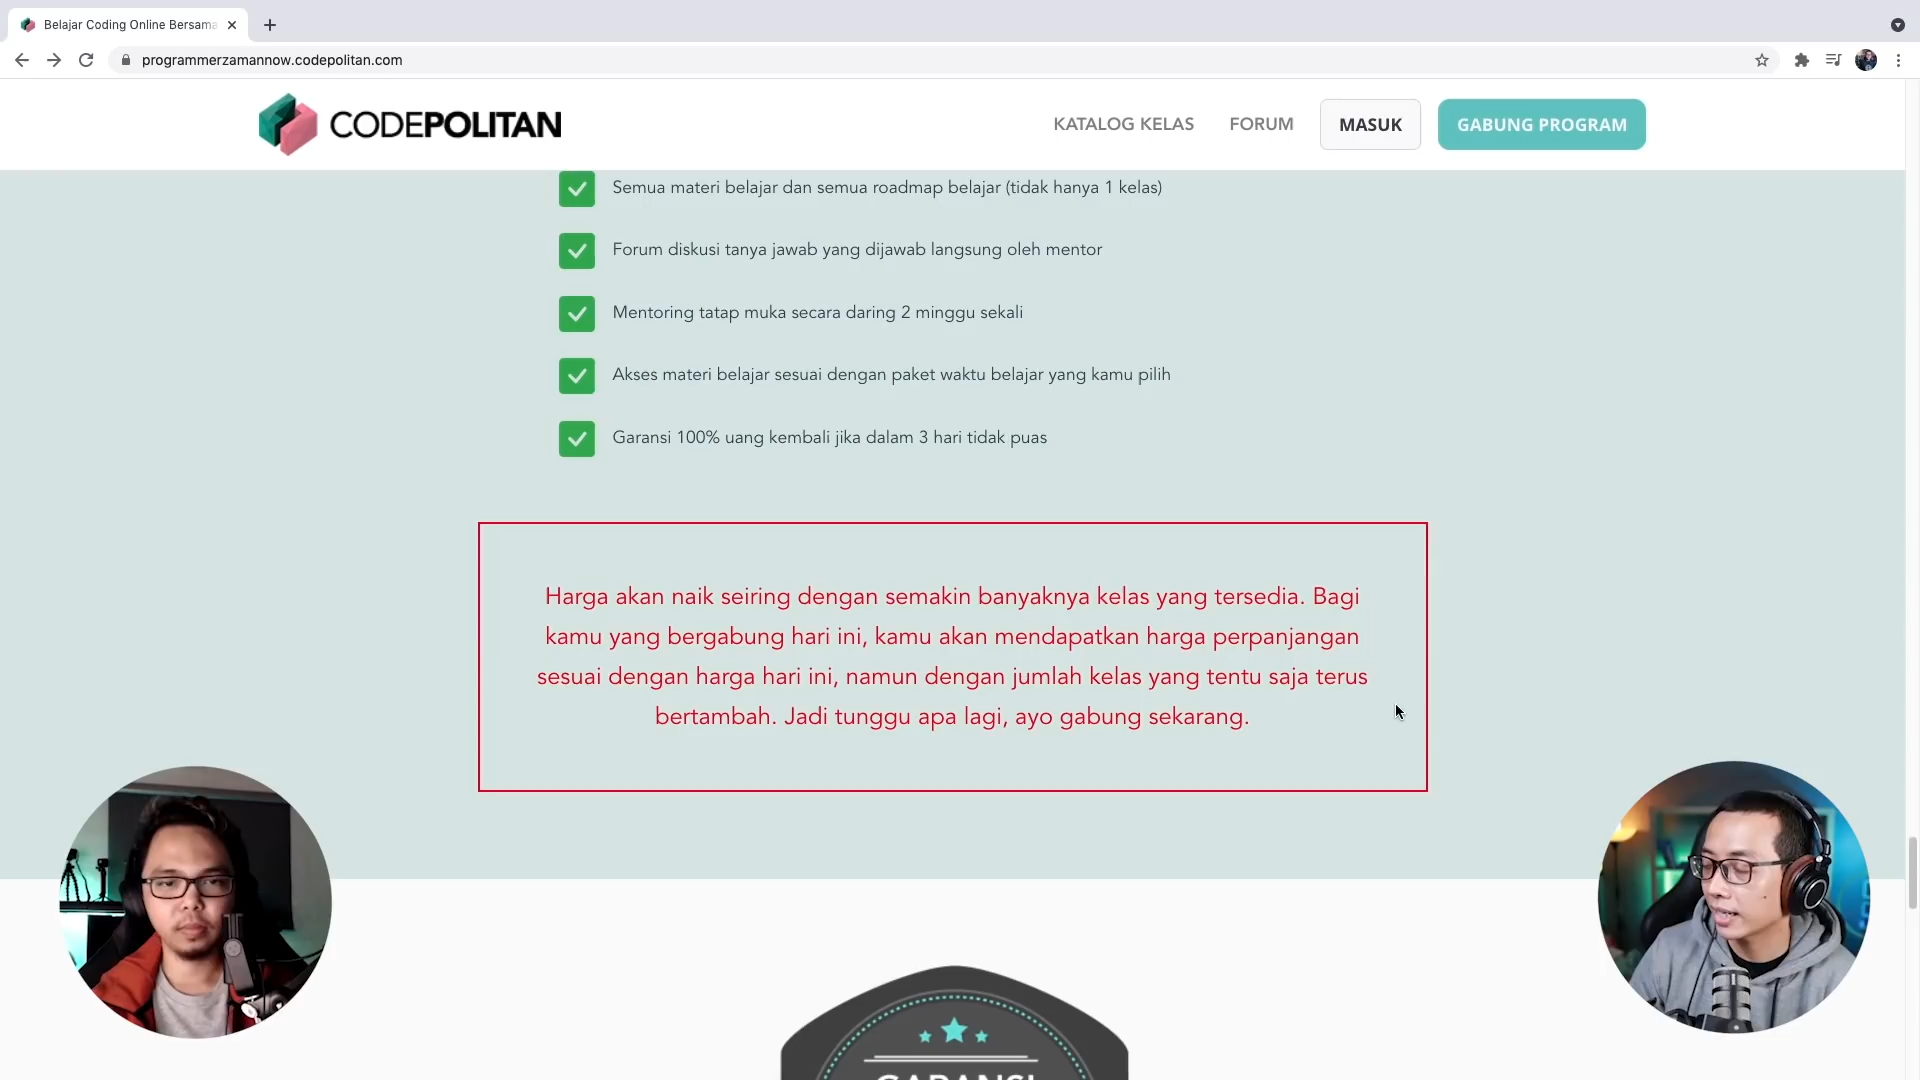 Belajar Coding Online Bersama
programmerzamannow.codepolitan.com
CODEPOLITAN
KATALOG KELAS
FORUM
MASUK
GABUNG PROGRAM
Semua materi belajar dan semua roadmap belajar (tidak hanya 1 kelas)
Forum diskusi tanya jawab yang dijawab langsung oleh mentor
Mentoring tatap muka secara daring 2 minggu sekali
Akses materi belajar sesuai dengan paket waktu belajar yang kamu pilih
Garansi 100% uang kembali jika dalam 3 hari tidak puas
Harga akan naik seiring dengan semakin banyaknya kelas yang tersedia. Bagi
kamu yang bergabung hari ini, kamu akan mendapatkan harga perpanjangan
sesuai dengan harga hari ini, namun dengan jumlah kelas yang tentu saja terus
bertambah. Jadi tunggu apa lagi, ayo gabung sekarang.
GARANSI